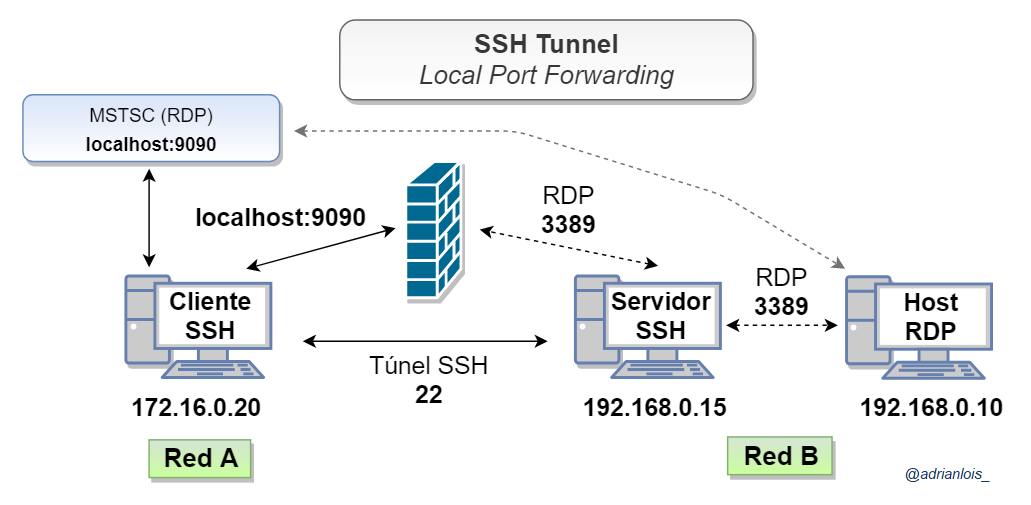 SSH Tunnel
Local Port Forwarding
MSTSC (RDP)
localhost:9090
localhost:9090
RDP
3389
Cliente
SSH
Servidor
SSH
RDP
3389
Host
RDP
Túnel SSH
22
172.16.0.20
192.168.0.15
192.168.0.10
Red A
Red B
@adrianlois_